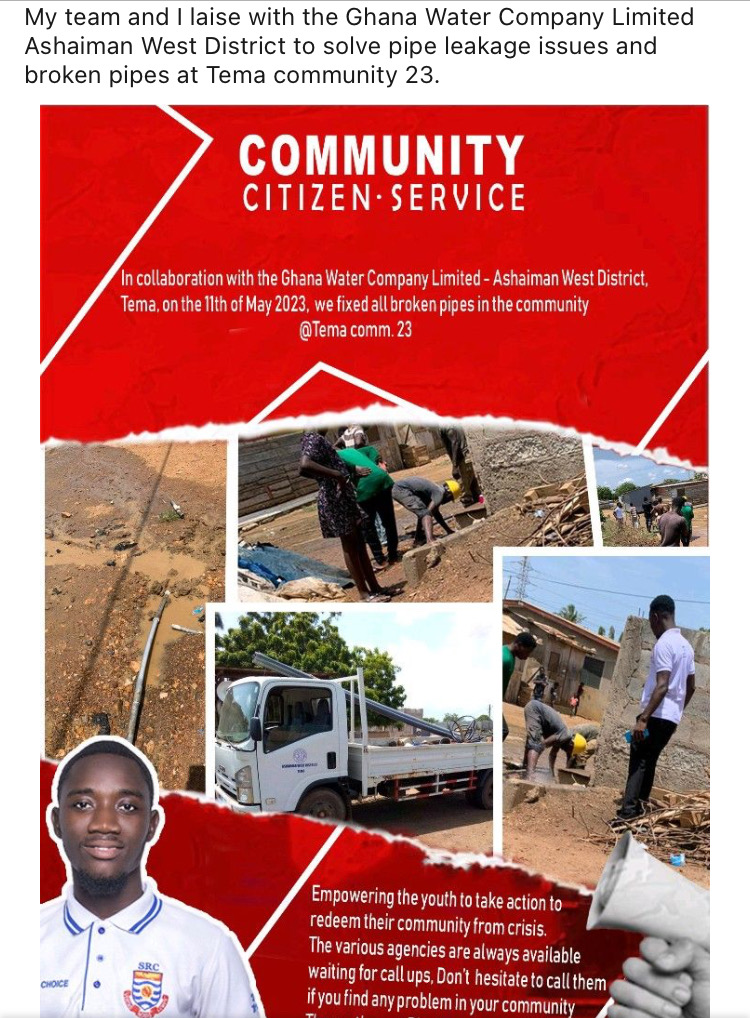 My team and I laise with the Ghana Water Company Limited
Ashaiman West District to solve pipe leakage issues and
broken pipes at Tema community 23.
COMMUNITY
CITIZEN·SERVICE
In collaboration with the Ghana Water Company Limited - Ashaiman West District,
Tema, on the 11th of May 2023, we fixed all broken pipes in the community
@Tema comm. 23
Empowering the youth to take action to
redeem their community from crisis.
The various agencies are always available
waiting for call ups, Don't hesitate to call them
if you find any problem in your community
SRC
CHOICE